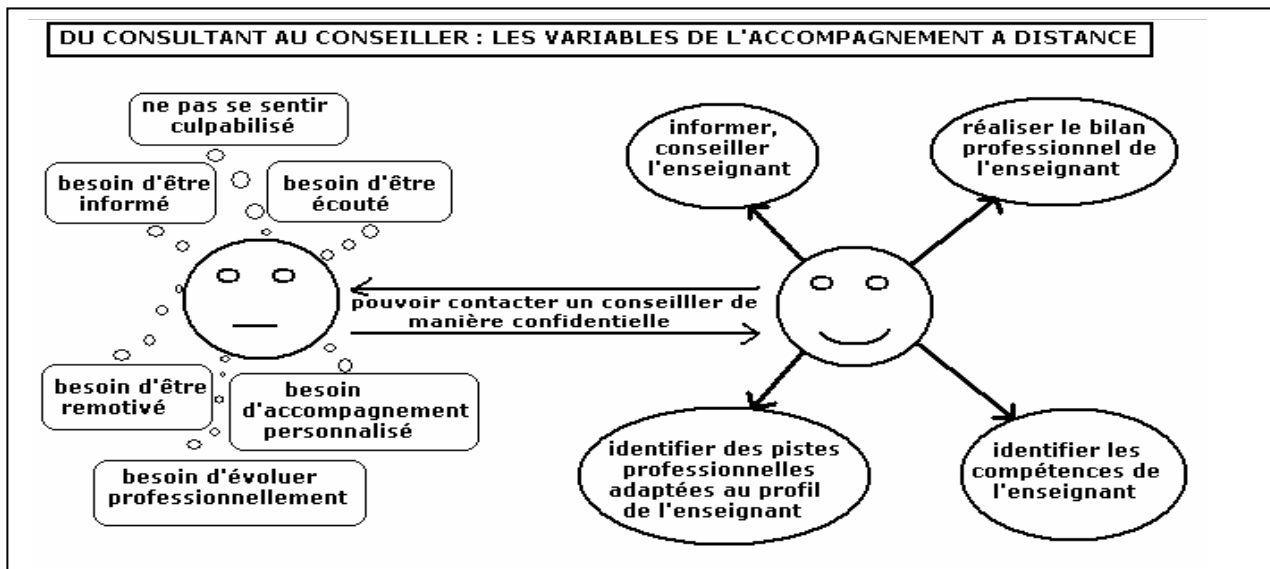 DU CONSULTANT AU CONSEILLER : LES VARIABLES DE L'ACCOMPAGNEMENT A DISTANCE
ne pas se sentir
culpabilisé
besoin d'être
informé
besoin d'être
écouté
besoin d'être
remotivé
besoin
d'accompagnement
personnalisé
besoin d'évoluer
professionnellement
pouvoir contacter un conseilller de
manière confidentielle
informer,
conseiller
l'enseignant
réaliser le bilan
professionnel de
l'enseignant
identifier des pistes
professionnelles
adaptées au profil
de l'enseignant
identifier les
compétences de
l'enseignant